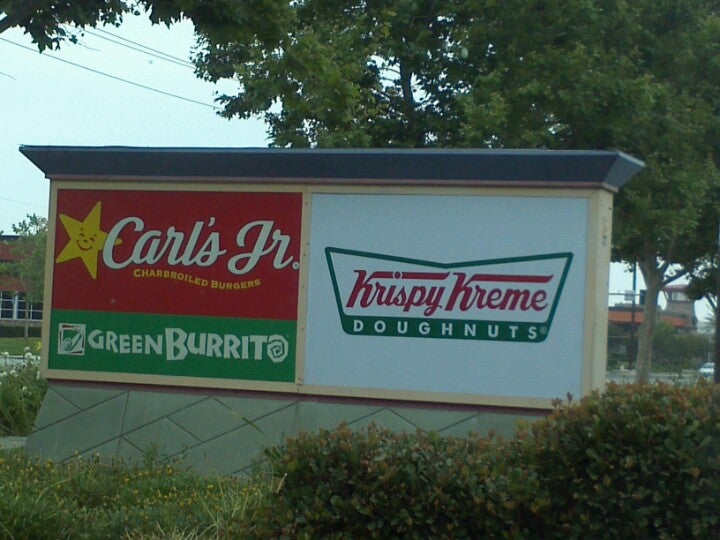 Carl's Jr.®
CHARBROILED BURGERS
GREEN BURRITO
Krispy Kreme
DOUGHNUTS®